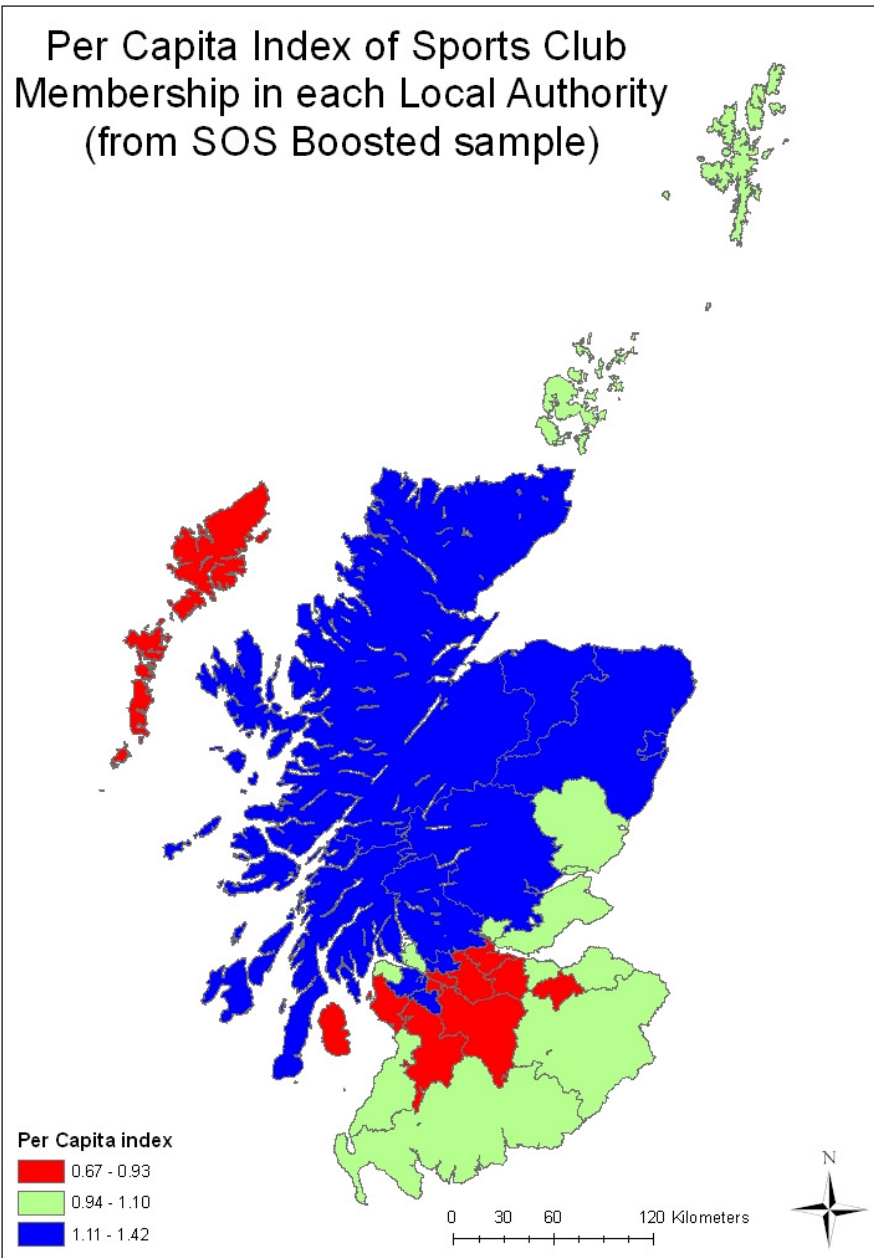 Per Capita Index of Sports Club
Membership in each Local Authority
(from SOS Boosted sample)
Per Capita index
0.67 - 0.93
0.94 - 1.10
1.11 - 1.42
0 30 60 120 Kilometers
N